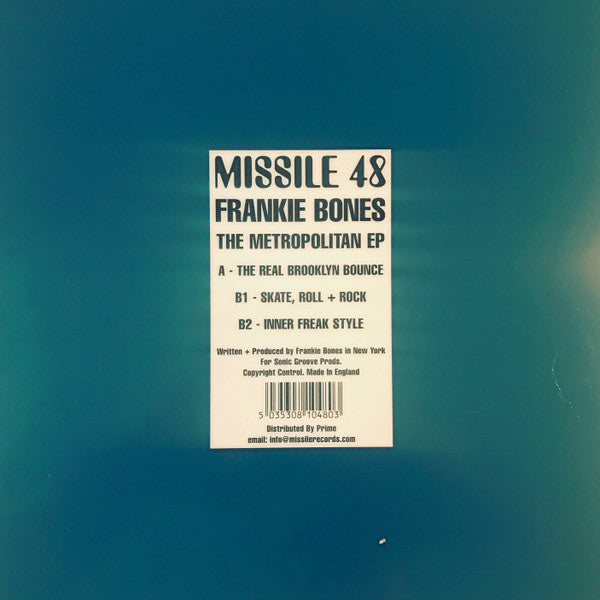 MISSILE 48
FRANKIE BONES
THE METROPOLITAN EP
A - THE REAL BROOKLYN BOUNCE
B1 - SKATE, ROLL + ROCK
B2 - INNER FREAK STYLE
Written + Produced by Frankie Bones in New York
For Sonic Groove Prods.
Copyright Control. Made In England
5 035308 104803
Distributed By Prime
email: info@missilerecords.com